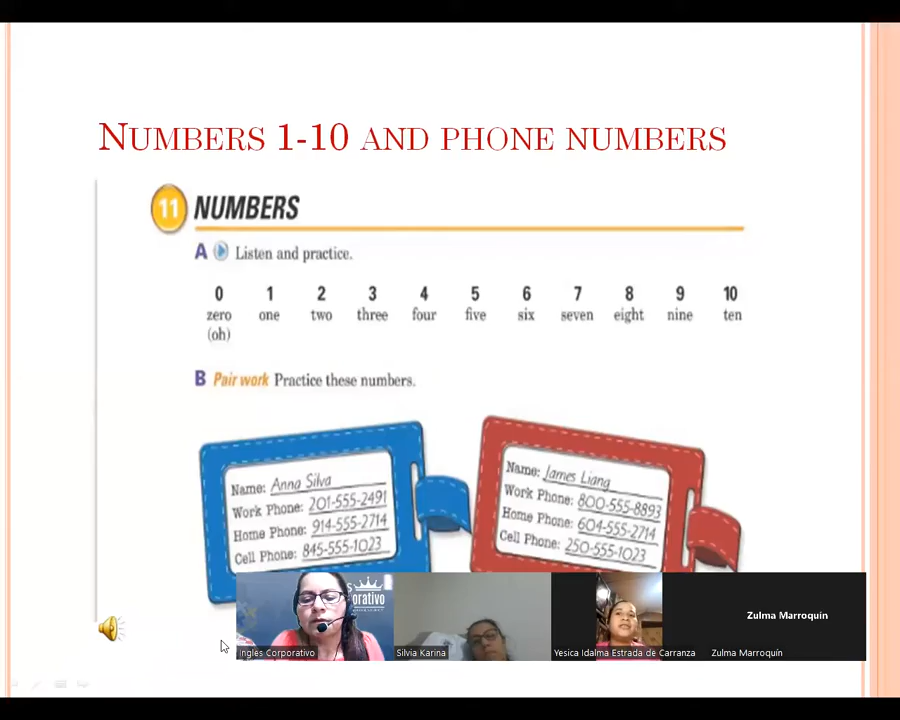 NUMBERS 1-10 AND PHONE NUMBERS
11 NUMBERS
A Listen and practice.
0 1 2 3 4 5 6 7 8 9 10
zero one two three four five six seven eight nine ten
(oh)
B Pair work Practice these numbers.
Name: Anna Silva
Work Phone: 201-555-2491
Home Phone: 914-555-2714
Cell Phone: 845-555-1023
Name: James Liang
Work Phone: 800-555-8893
Home Phone: 604-555-2714
Cell Phone: 250-555-1023
orativo
Ingles Corporativo
Silvia Karina
Yesica Idalma Estrada de Carranza
Zulma Marroquín
Zulma Marroquín